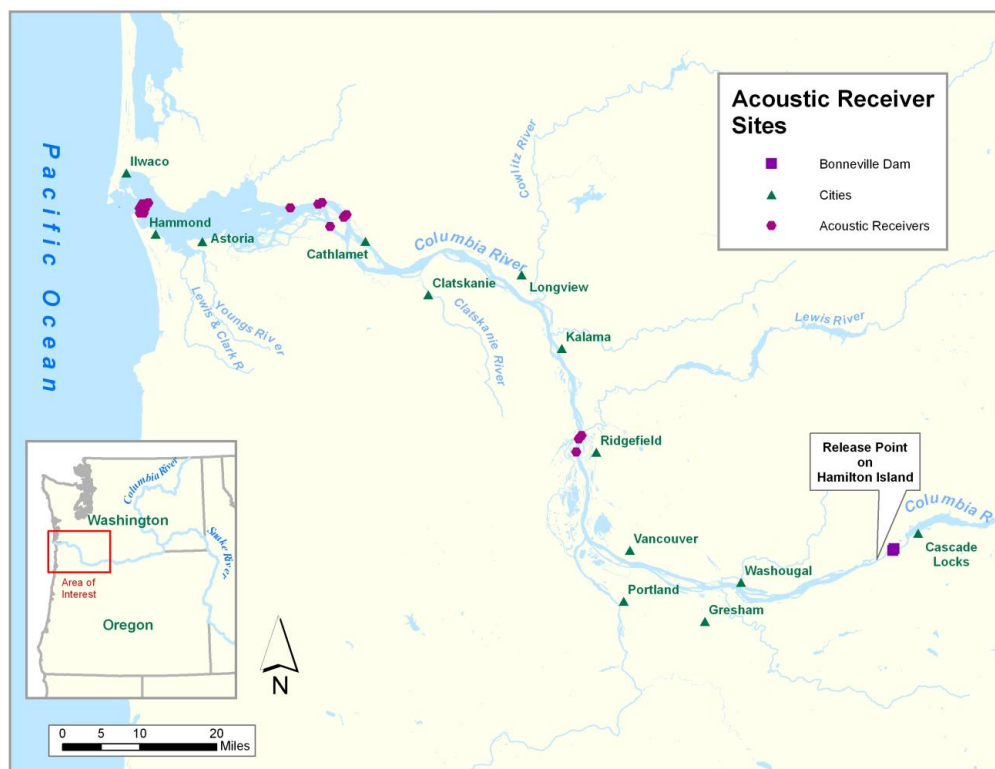 Acoustic Receiver
Sites
Bonneville Dam
Cities
Acoustic Receivers
Pacific Ocean
Ilwaco
Hammond
Astoria
Youngs River
Lewis & Clark R
Cathlamet
Columbia River
Clatskanie
Clatskanie River
Cowlitz River
Longview
Kalama
Lewis River
Ridgefield
Release Point
on
Hamilton Island
Columbia R
Cascade
Locks
Vancouver
Washougal
Portland
Gresham
Columbia River
Washington
Snake River
Area of
Interest
Oregon
N
0 5 10 20
Miles